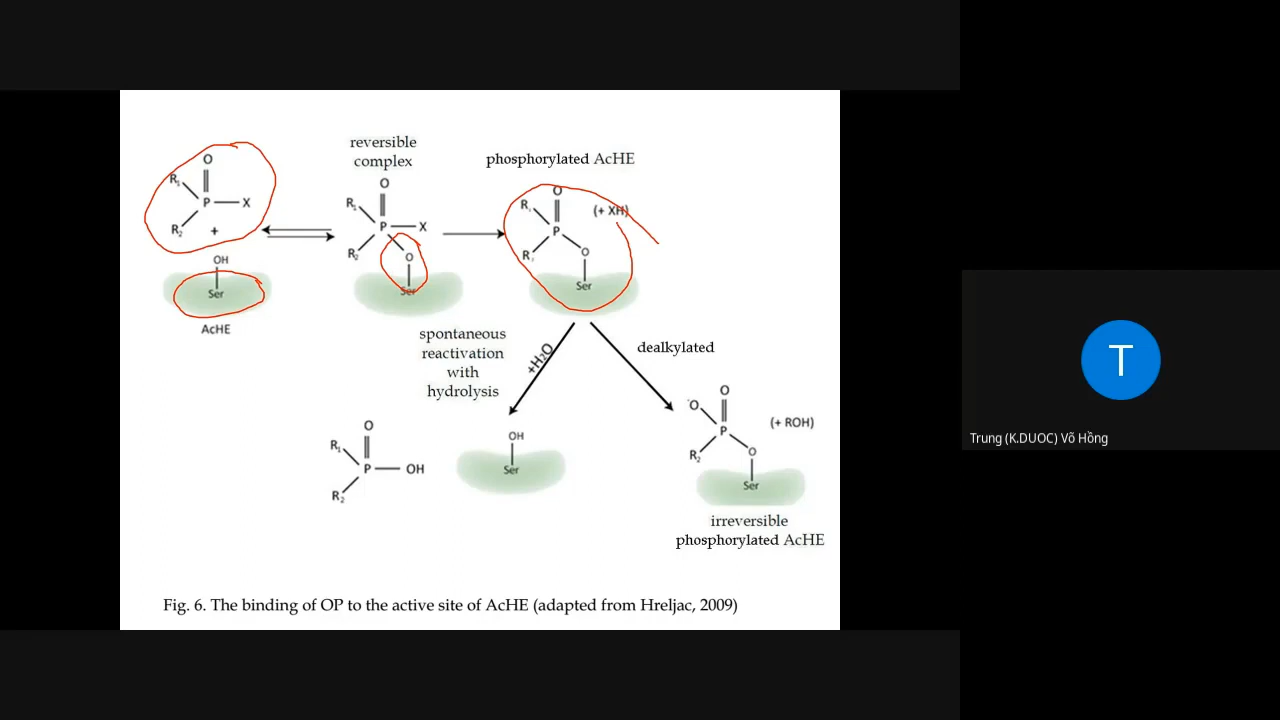 reversible
complex
phosphorylated AcHE
O
R₁
P
X
R₂
+
OH
Ser
AcHE
O
R₁
P
X
R₂
O
Ser
O
R,
(+ XH)
P
R,
O
Ser
spontaneous
reactivation
with
hydrolysis
+H₂O
dealkylated
O
R₁
P
OH
R₂
OH
Ser
O
⁻O
(+ ROH)
P
R₂
O
Ser
irreversible
phosphorylated AcHE
Fig. 6. The binding of OP to the active site of AcHE (adapted from Hreljac, 2009)
T
Trung (K.DUOC) Võ Hồng